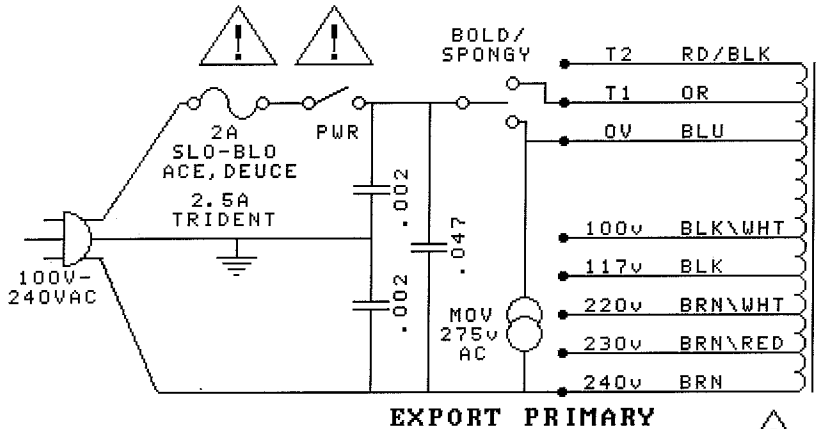 !
!
BOLD/
SPONGY
T2 RD/BLK
T1 OR
0V BLU
2A
SLO-BLO
ACE, DEUCE
PWR
2.5A
TRIDENT
.002
.047
.002
100V-
240VAC
MOV
275v
AC
100v BLK\WHT
117v BLK
220v BRN\WHT
230v BRN\RED
240v BRN
EXPORT PRIMARY